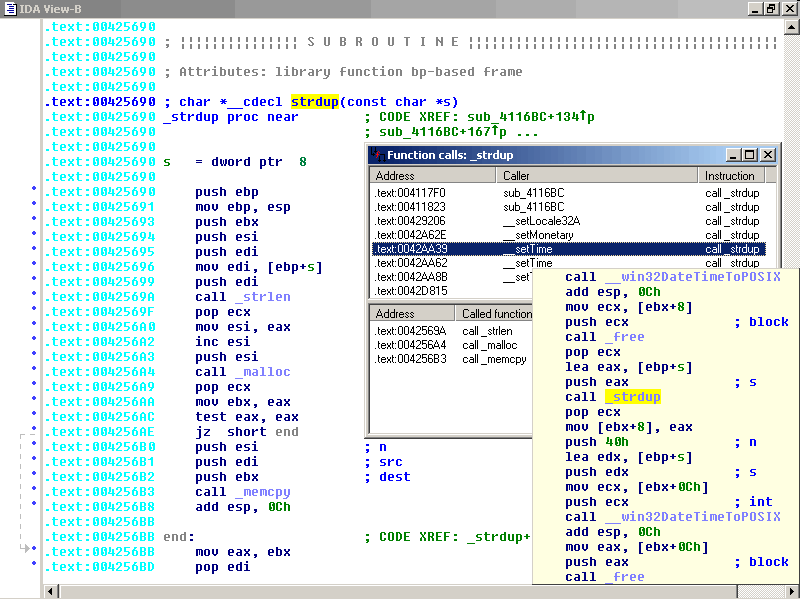 IDA View-B
.text:00425690
.text:00425690 ; ¦¦¦¦¦¦¦¦¦¦¦¦¦¦¦ S U B R O U T I N E ¦¦¦¦¦¦¦¦¦¦¦¦¦¦¦¦¦¦¦¦¦¦¦¦¦¦¦¦¦¦¦¦¦¦¦¦¦¦¦
.text:00425690
.text:00425690 ; Attributes: library function bp-based frame
.text:00425690
.text:00425690 ; char *__cdecl strdup(const char *s)
.text:00425690 _strdup proc near ; CODE XREF: sub_4116BC+134↑p
.text:00425690 ; sub_4116BC+167↑p ...
.text:00425690
.text:00425690 s = dword ptr 8
.text:00425690
.text:00425690 push ebp
.text:00425691 mov ebp, esp
.text:00425693 push ebx
.text:00425694 push esi
.text:00425695 push edi
.text:00425696 mov edi, [ebp+s]
.text:00425699 push edi
.text:0042569A call _strlen
.text:0042569F pop ecx
.text:004256A0 mov esi, eax
.text:004256A2 inc esi
.text:004256A3 push esi
.text:004256A4 call _malloc
.text:004256A9 pop ecx
.text:004256AA mov ebx, eax
.text:004256AC test eax, eax
.text:004256AE jz short end
.text:004256B0 push esi ; n
.text:004256B1 push edi ; src
.text:004256B2 push ebx ; dest
.text:004256B3 call _memcpy
.text:004256B8 add esp, 0Ch
.text:004256BB
.text:004256BB end: ; CODE XREF: _strdup+
.text:004256BB mov eax, ebx
.text:004256BD pop edi
Function calls: _strdup
Address Caller Instruction
.text:004117F0 sub_4116BC call _strdup
.text:00411823 sub_4116BC call _strdup
.text:00429206 __setLocale32A call _strdup
.text:0042A62E __setMonetary call _strdup
.text:0042AA39 __setTime call _strdup
.text:0042AA62 __setTime call _strdup
.text:0042AA8B __setT
.text:0042D815
Address Called function
.text:0042569A call _strlen
.text:004256A4 call _malloc
.text:004256B3 call _memcpy
call __win32DateTimeToPOSIX
add esp, 0Ch
mov ecx, [ebx+8]
push ecx ; block
call _free
pop ecx
lea eax, [ebp+s]
push eax ; s
call _strdup
pop ecx
mov [ebx+8], eax
push 40h ; n
lea edx, [ebp+s]
push edx ; s
mov ecx, [ebx+0Ch]
push ecx ; int
call __win32DateTimeToPOSIX
add esp, 0Ch
mov eax, [ebx+0Ch]
push eax ; block
call _free